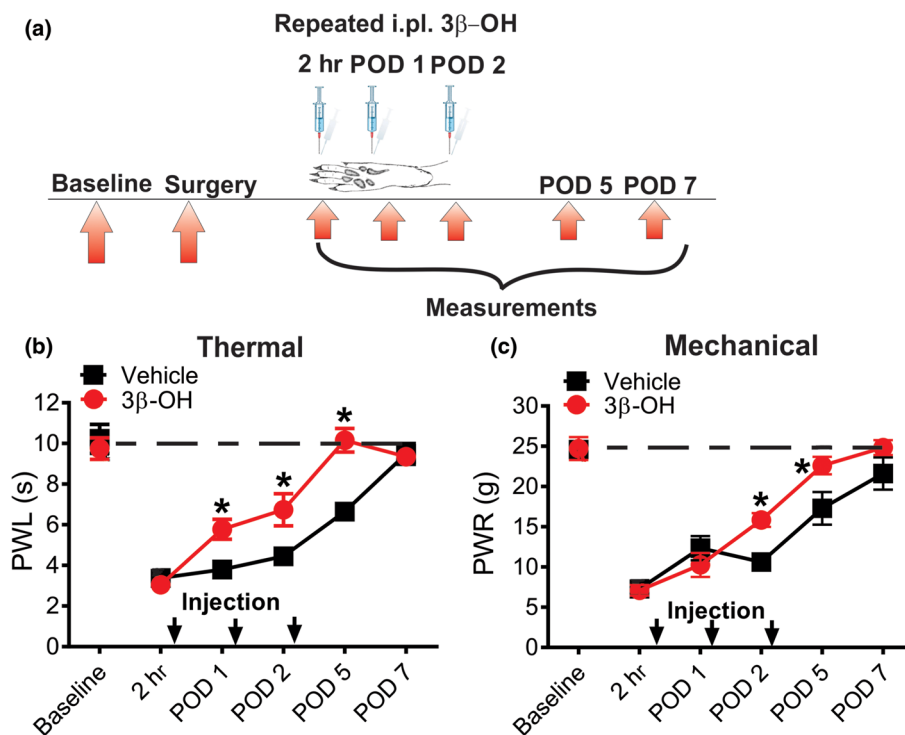 (a)
Repeated i.pl. 3β-OH
2 hr POD 1 POD 2
Baseline Surgery POD 5 POD 7
Measurements
(b) Thermal
Vehicle
3β-OH
12
10
8
6
4
2
0
PWL (s)
*
*
*
Injection
Baseline
2 hr
POD 1
POD 2
POD 5
POD 7
(c) Mechanical
Vehicle
3β-OH
30
25
20
15
10
5
0
PWR (g)
*
*
Injection
Baseline
2 hr
POD 1
POD 2
POD 5
POD 7